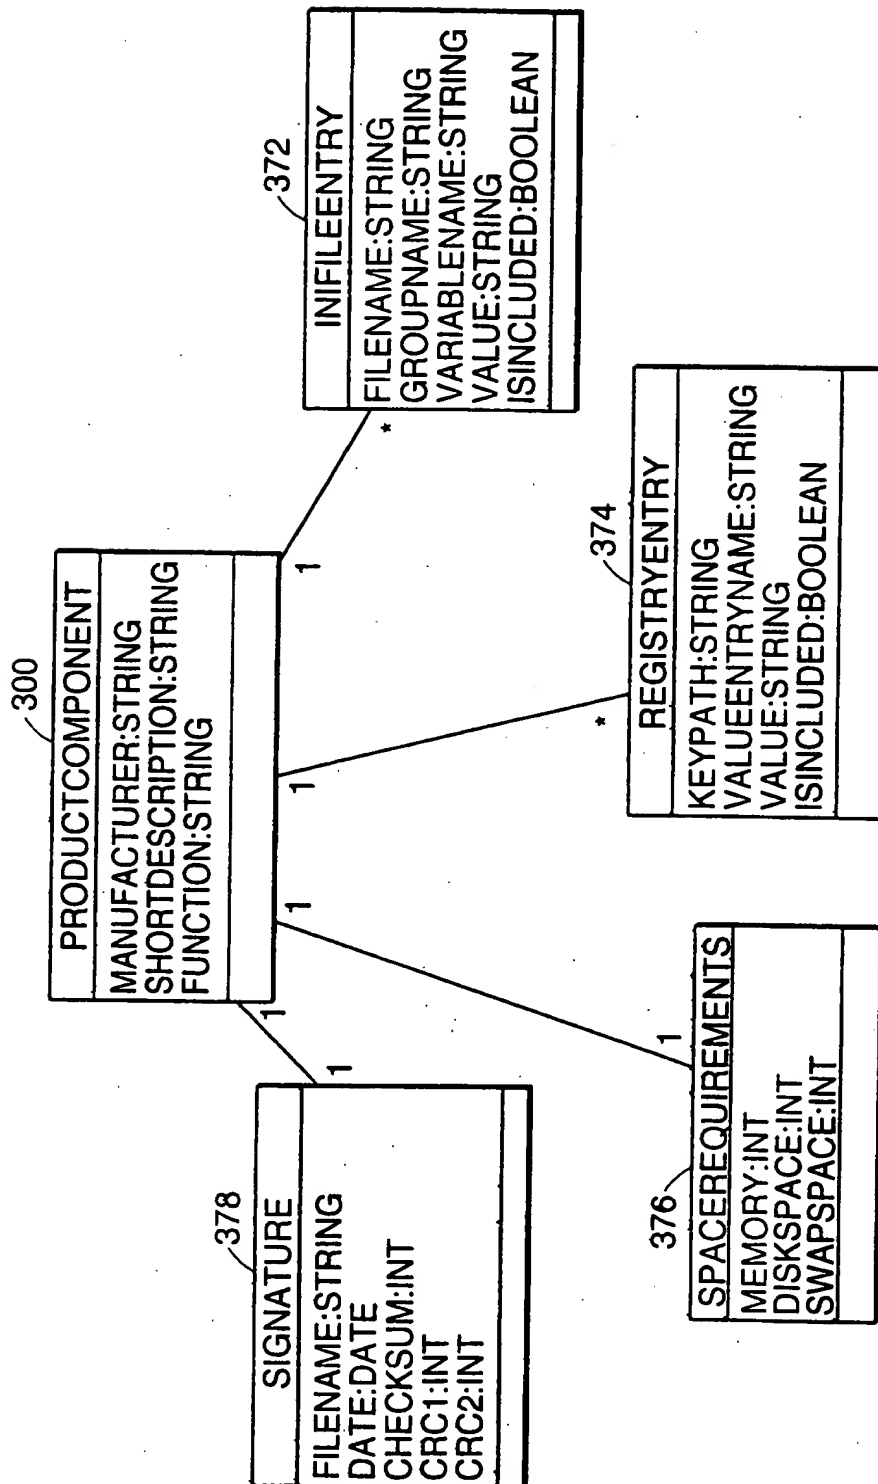 300
PRODUCTCOMPONENT
MANUFACTURER:STRING
SHORTDESCRIPTION:STRING
FUNCTION:STRING
1
1
1
1
378
SIGNATURE
FILENAME:STRING
DATE:DATE
CHECKSUM:INT
CRC1:INT
CRC2:INT
1
376
SPACEREQUIREMENTS
MEMORY:INT
DISKSPACE:INT
SWAPSPACE:INT
1
374
REGISTRYENTRY
KEYPATH:STRING
VALUEENTRYNAME:STRING
VALUE:STRING
ISINCLUDED:BOOLEAN
*
372
INIFILEENTRY
FILENAME:STRING
GROUPNAME:STRING
VARIABLENAME:STRING
VALUE:STRING
ISINCLUDED:BOOLEAN
*